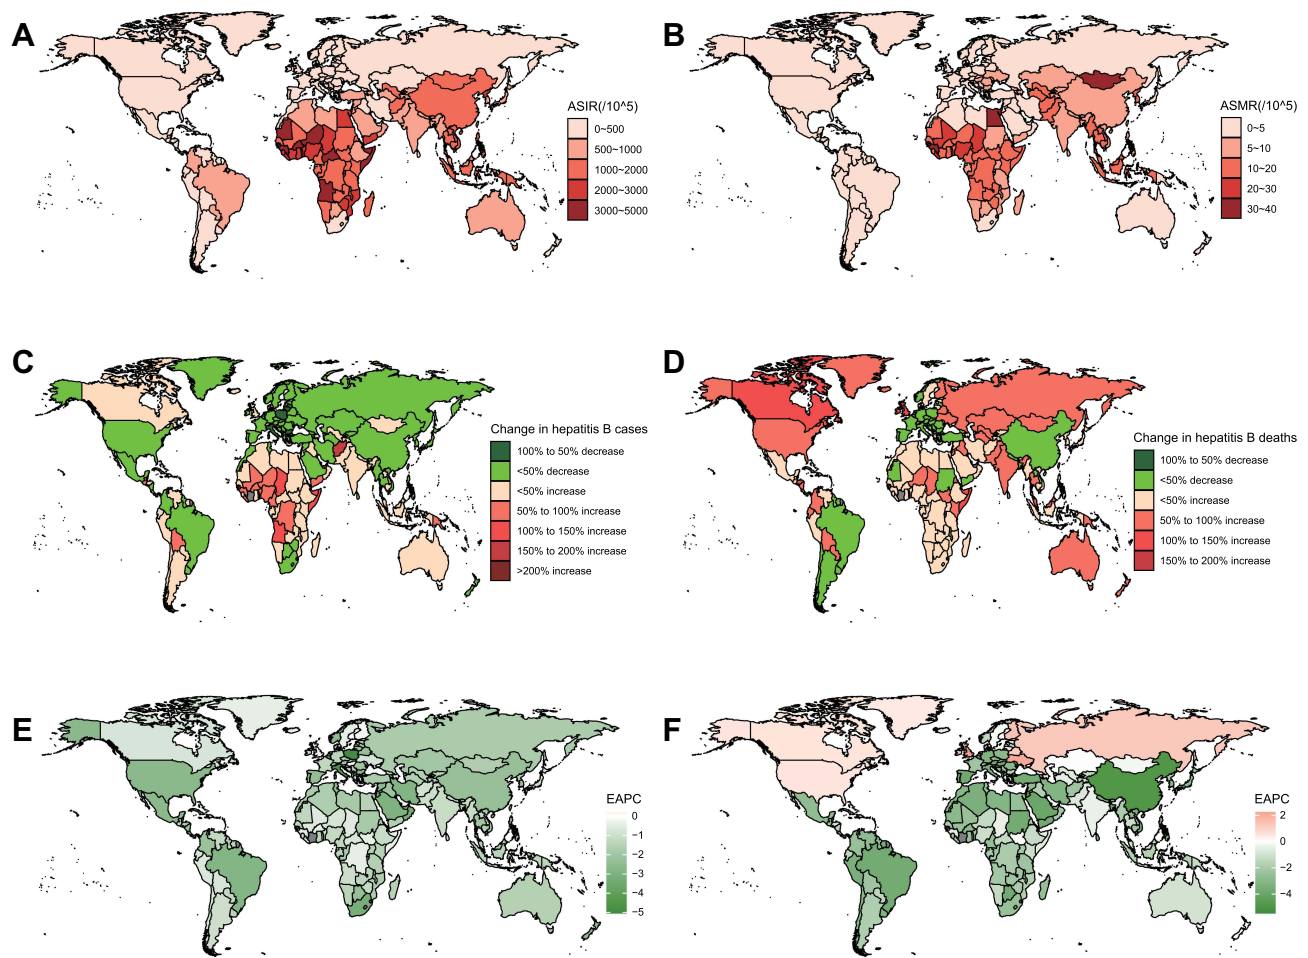 A
ASIR(/10^5)
0~500
500~1000
1000~2000
2000~3000
3000~5000
B
ASMR(/10^5)
0~5
5~10
10~20
20~30
30~40
C
Change in hepatitis B cases
100% to 50% decrease
<50% decrease
<50% increase
50% to 100% increase
100% to 150% increase
150% to 200% increase
>200% increase
D
Change in hepatitis B deaths
100% to 50% decrease
<50% decrease
<50% increase
50% to 100% increase
100% to 150% increase
150% to 200% increase
E
EAPC
0
−1
−2
−3
−4
−5
F
EAPC
2
0
−2
−4